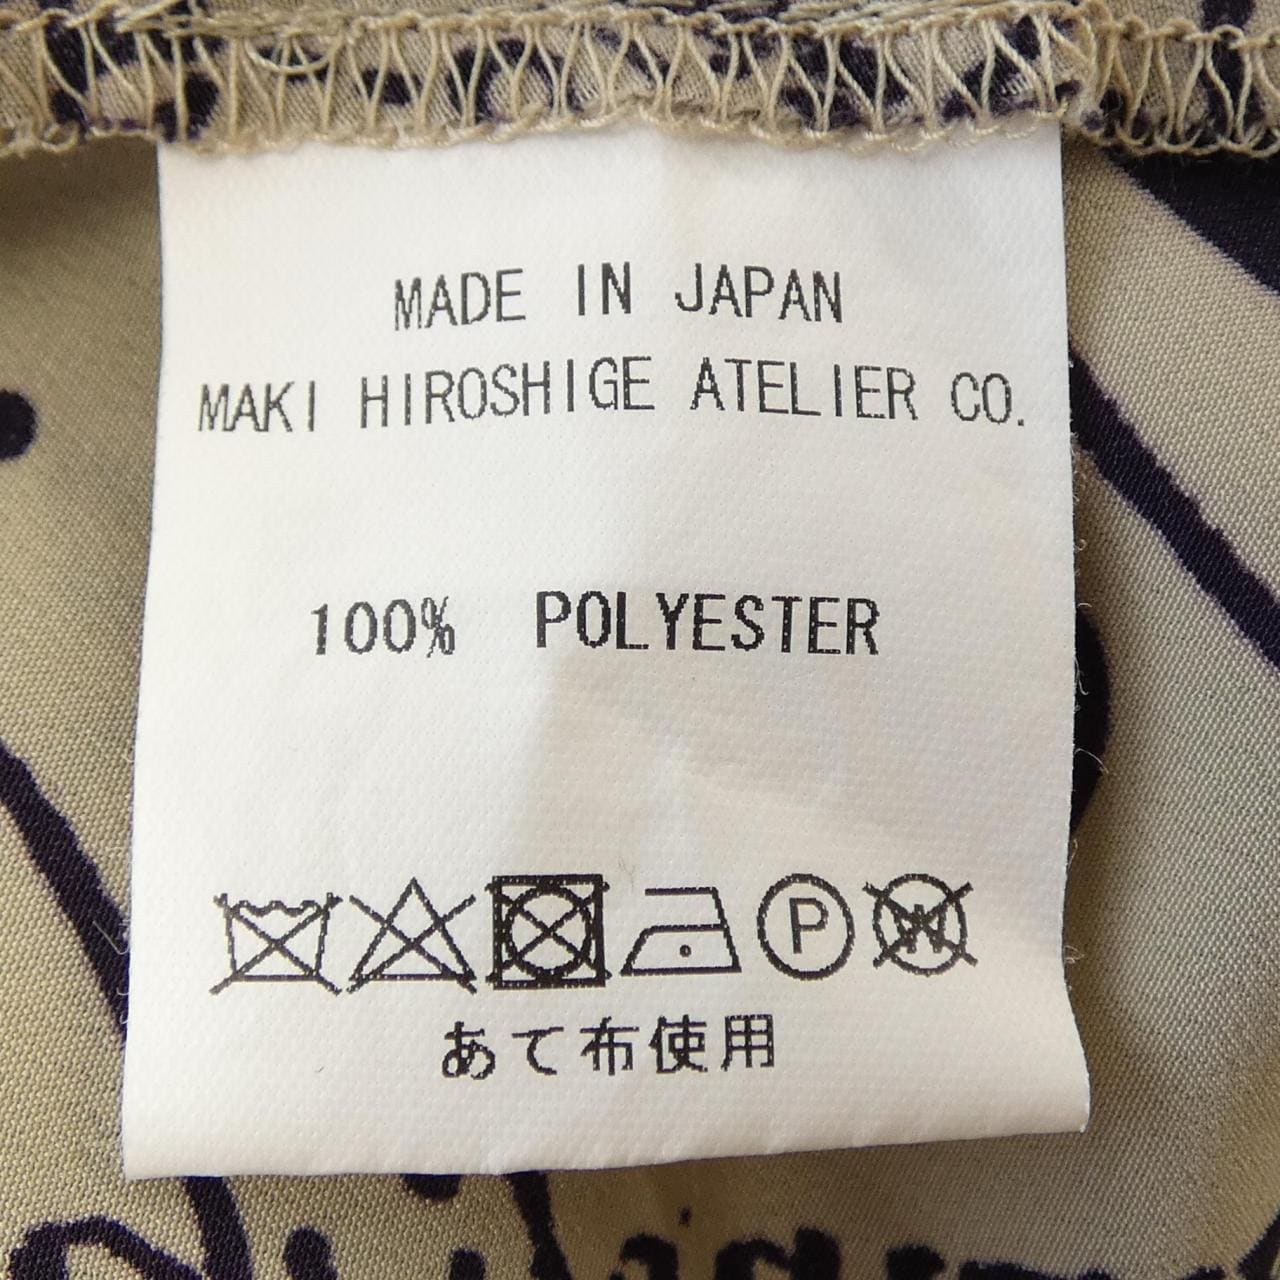 MADE IN JAPAN
MAKI HIROSHIGE ATELIER CO.
100% POLYESTER
P W
あて布使用